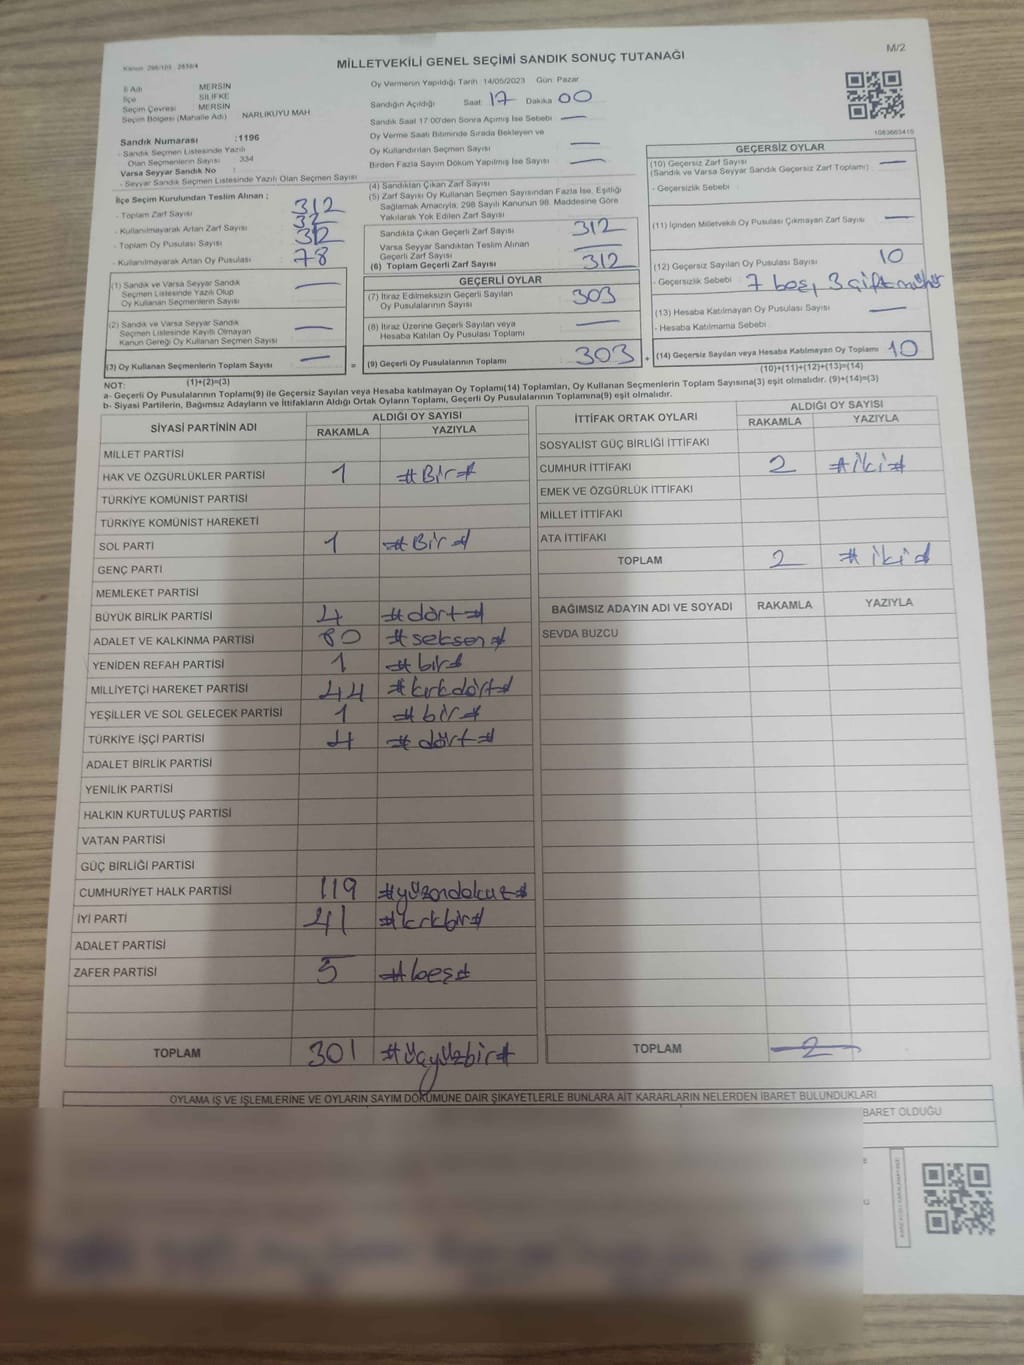 M/2
Kanun: 298/105 , 2839/4
MİLLETVEKİLİ GENEL SEÇİMİ SANDIK SONUÇ TUTANAĞI
İl Adı MERSİN
İlçe SİLİFKE
Seçim Çevresi MERSİN
Seçim Bölgesi (Mahalle Adı) NARLIKUYU MAH
Sandık Numarası :1196
- Sandık Seçmen Listesinde Yazılı
Olan Seçmenlerin Sayısı : 334
Varsa Seyyar Sandık No :
- Seyyar Sandık Seçmen Listesinde Yazılı Olan Seçmen Sayısı
Oy Vermenin Yapıldığı Tarih 14/05/2023 Gün Pazar
Sandığın Açıldığı Saat 17 Dakika 00
Sandık Saat 17:00'den Sonra Açılmış İse Sebebi —
Oy Verme Saati Bitiminde Sırada Bekleyen ve
Oy Kullandırılan Seçmen Sayısı —
Birden Fazla Sayım Döküm Yapılmış İse Sayısı —
1083663410
İlçe Seçim Kurulundan Teslim Alınan ;
- Toplam Zarf Sayısı 312
- Kullanılmayarak Artan Zarf Sayısı
- Toplam Oy Pusulası Sayısı
- Kullanılmayarak Artan Oy Pusulası 78
(1) Sandık ve Varsa Seyyar Sandık
Seçmen Listesinde Yazılı Olup
Oy Kullanan Seçmenlerin Sayısı —
(2) Sandık ve Varsa Seyyar Sandık
Seçmen Listesinde Kayıtlı Olmayan
Kanun Gereği Oy Kullanan Seçmen Sayısı —
(3) Oy Kullanan Seçmenlerin Toplam Sayısı —
(1)+(2)=(3)
(4) Sandıktan Çıkan Zarf Sayısı
(5) Zarf Sayısı Oy Kullanan Seçmen Sayısından Fazla İse, Eşitliği
Sağlamak Amacıyla; 298 Sayılı Kanunun 98. Maddesine Göre
Yakılarak Yok Edilen Zarf Sayısı
Sandıkta Çıkan Geçerli Zarf Sayısı 312
Varsa Seyyar Sandıktan Teslim Alınan
Geçerli Zarf Sayısı —
(6) Toplam Geçerli Zarf Sayısı 312
GEÇERLİ OYLAR
(7) İtiraz Edilmeksizin Geçerli Sayılan
Oy Pusulalarının Sayısı 303
(8) İtiraz Üzerine Geçerli Sayılan veya
Hesaba Katılan Oy Pusulası Sayısı —
= (9) Geçerli Oy Pusulalarının Toplamı 303 +
GEÇERSİZ OYLAR
(10) Geçersiz Zarf Sayısı —
(Sandık ve Varsa Seyyar Sandık Geçersiz Zarf Toplamı)
- Geçersizlik Sebebi :
(11) İçinden Milletvekili Oy Pusulası Çıkmayan Zarf Sayısı —
(12) Geçersiz Sayılan Oy Pusulası Sayısı 10
- Geçersizlik Sebebi : 7 boş, 3 çift mühür
(13) Hesaba Katılmayan Oy Pusulası Sayısı —
- Hesaba Katılmama Sebebi :
(14) Geçersiz Sayılan veya Hesaba Katılmayan Oy Toplamı 10
(10)+(11)+(12)+(13)=(14)
NOT:
a- Geçerli Oy Pusulalarının Toplamı(9) ile Geçersiz Sayılan veya Hesaba katılmayan Oy Toplamı(14) Toplamları, Oy Kullanan Seçmenlerin Toplam Sayısına(3) eşit olmalıdır. (9)+(14)=(3)
b- Siyasi Partilerin, Bağımsız Adayların ve İttifakların Aldığı Ortak Oyların Toplamı, Geçerli Oy Pusulalarının Toplamına(9) eşit olmalıdır.
SİYASİ PARTİNİN ADI ALDIĞI OY SAYISI
RAKAMLA YAZIYLA
MİLLET PARTİSİ
HAK VE ÖZGÜRLÜKLER PARTİSİ 1 #Bir#
TÜRKİYE KOMÜNİST PARTİSİ
TÜRKİYE KOMÜNİST HAREKETİ
SOL PARTİ 1 #Bir#
GENÇ PARTİ
MEMLEKET PARTİSİ
BÜYÜK BİRLİK PARTİSİ 4 #dört#
ADALET VE KALKINMA PARTİSİ 80 #seksen#
YENİDEN REFAH PARTİSİ 1 #bir#
MİLLİYETÇİ HAREKET PARTİSİ 44 #kırkdört#
YEŞİLLER VE SOL GELECEK PARTİSİ 1 #bir#
TÜRKİYE İŞÇİ PARTİSİ 4 #dört#
ADALET BİRLİK PARTİSİ
YENİLİK PARTİSİ
HALKIN KURTULUŞ PARTİSİ
VATAN PARTİSİ
GÜÇ BİRLİĞİ PARTİSİ
CUMHURİYET HALK PARTİSİ 119 #yüzondokuz#
İYİ PARTİ 41 #kırkbir#
ADALET PARTİSİ
ZAFER PARTİSİ 5 #beş#
TOPLAM 301 #üçyüzbir#
İTTİFAK ORTAK OYLARI ALDIĞI OY SAYISI
RAKAMLA YAZIYLA
SOSYALİST GÜÇ BİRLİĞİ İTTİFAKI
CUMHUR İTTİFAKI 2 #iki#
EMEK VE ÖZGÜRLÜK İTTİFAKI
MİLLET İTTİFAKI
ATA İTTİFAKI
TOPLAM 2 #iki#
BAĞIMSIZ ADAYIN ADI VE SOYADI RAKAMLA YAZIYLA
SEVDA BUZCU
TOPLAM 2
OYLAMA İŞ VE İŞLEMLERİNE VE OYLARIN SAYIM DÖKÜMÜNE DAİR ŞİKAYETLERLE BUNLARA AİT KARARLARIN NELERDEN İBARET BULUNDUKLARI
BARET OLDUĞU